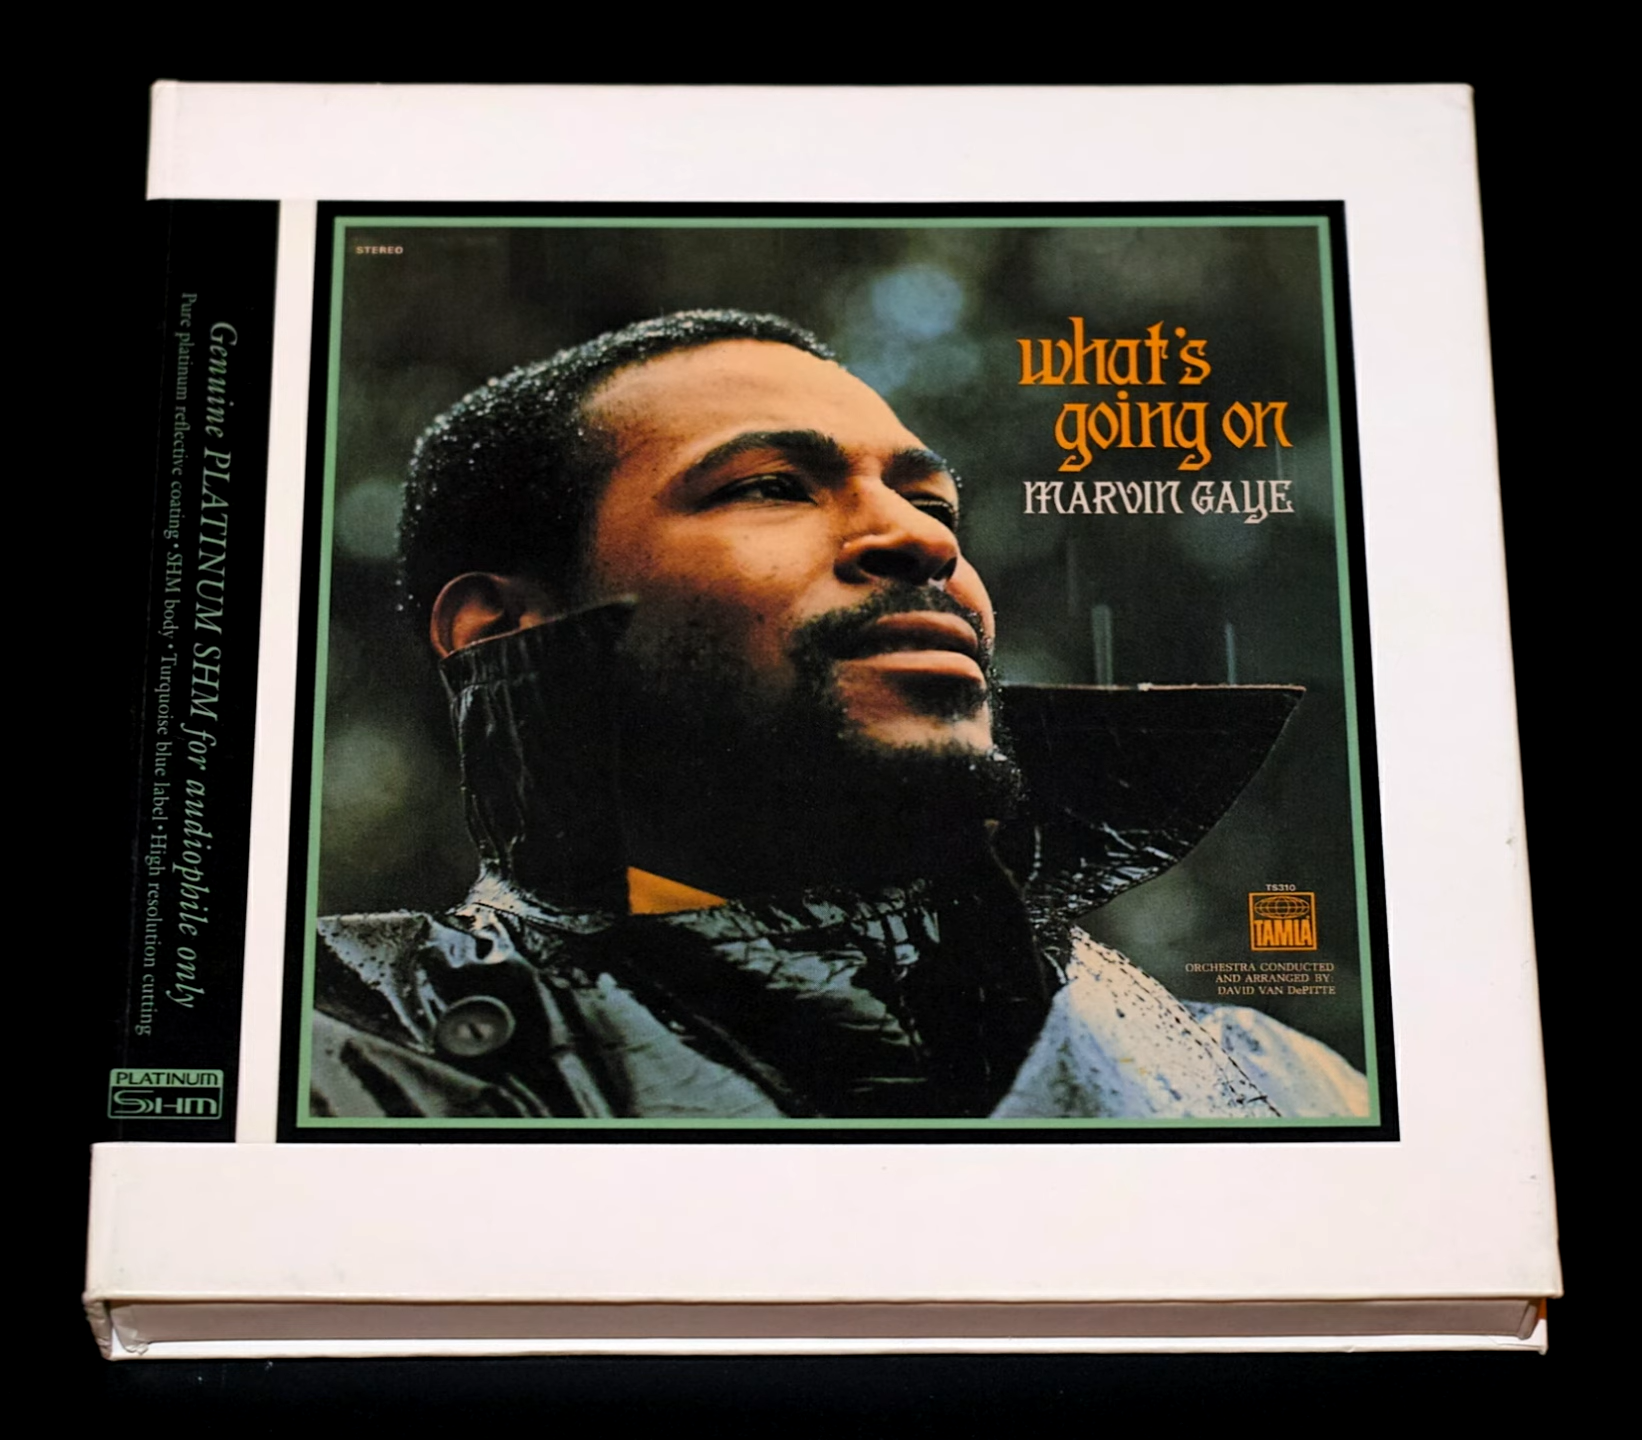 STEREO
what's
going on
MARVIN GAYE
TS310
TAMLA
ORCHESTRA CONDUCTED
AND ARRANGED BY:
DAVID VAN DePITTE
Genuine PLATINUM SHM for audiophile only
Pure platinum reflective coating • SHM body • Turquoise blue label • High resolution cutting
PLATINUM
SHM